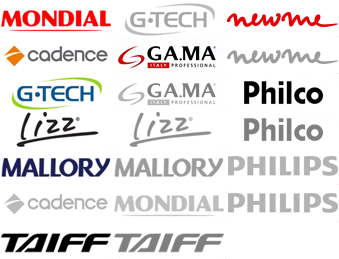 MONDIAL G-TECH newme
cadence GA.MA newme
ITALY PROFESSIONAL
G-TECH GA.MA Philco
ITALY PROFESSIONAL
Lizz® Lizz® Philco
MALLORY MALLORY PHILIPS
cadence MONDIAL PHILIPS
TAIFF TAIFF